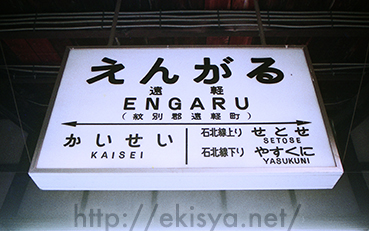 えんがる
遠軽
ENGARU
(紋別郡遠軽町)
かいせい
KAISEI
石北線上り せとせ
SETOSE
石北線下り やすくに
YASUKUNI
http://ekisya.net/